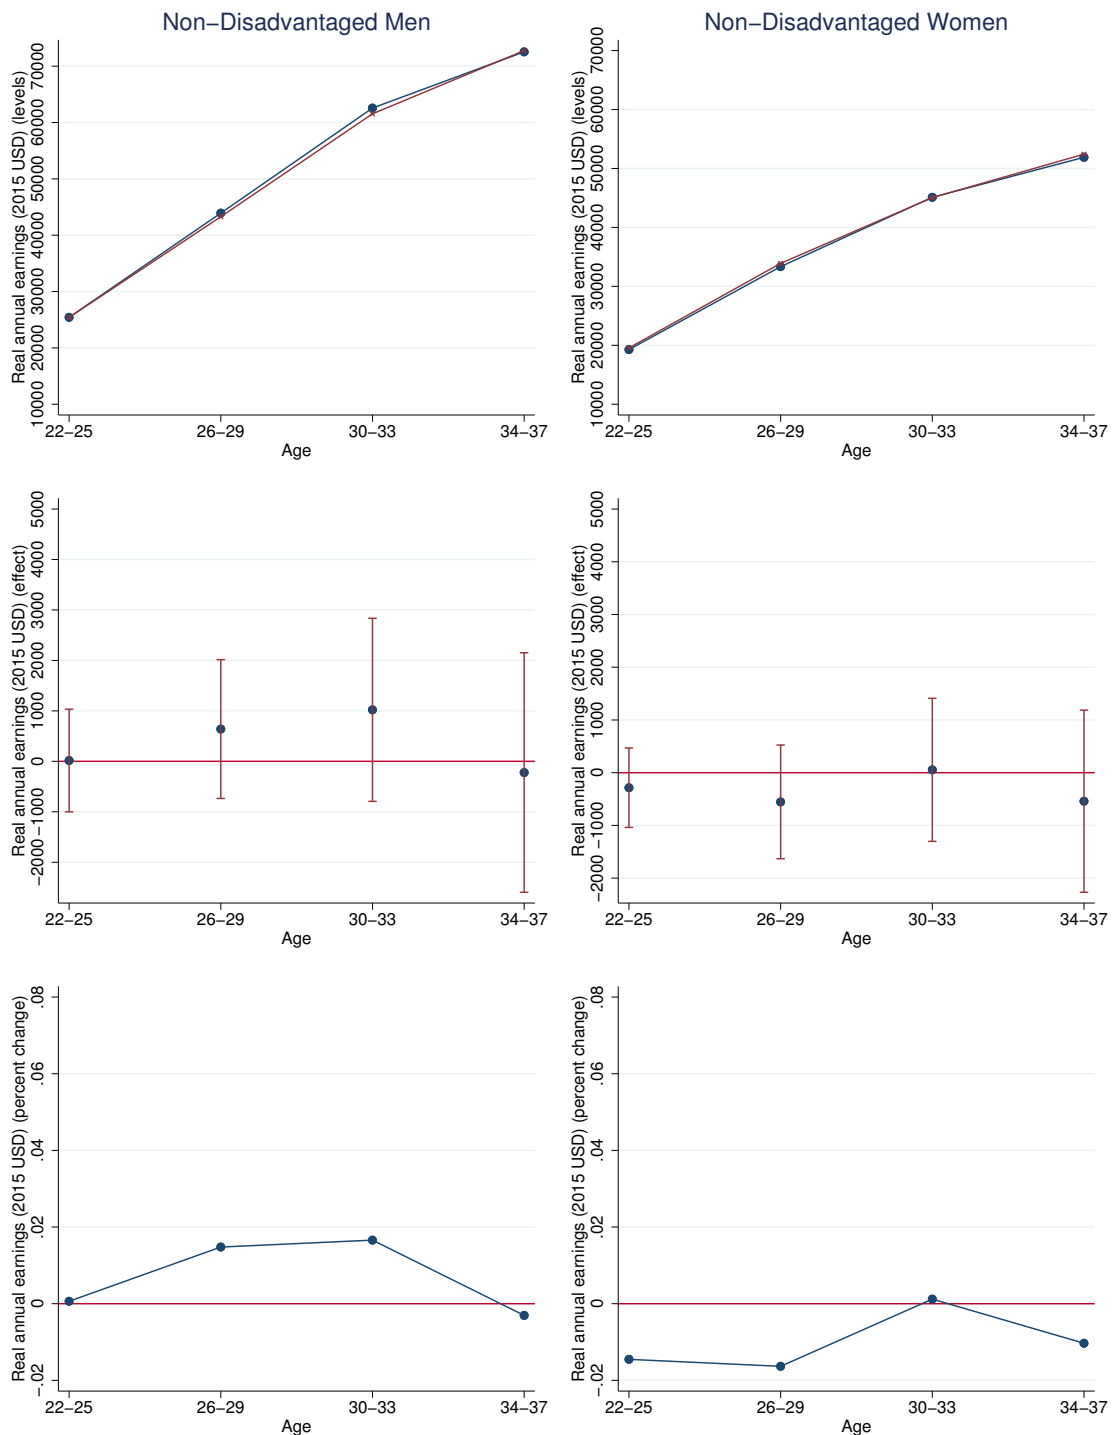 Non−Disadvantaged Men
Real annual earnings (2015 USD) (levels)
70000
60000
50000
40000
30000
20000
10000
22−25 26−29 30−33 34−37
Age
Non−Disadvantaged Women
Real annual earnings (2015 USD) (levels)
70000
60000
50000
40000
30000
20000
10000
22−25 26−29 30−33 34−37
Age
Real annual earnings (2015 USD) (effect)
5000
4000
3000
2000
1000
0
−1000
−2000
22−25 26−29 30−33 34−37
Age
Real annual earnings (2015 USD) (effect)
5000
4000
3000
2000
1000
0
−1000
−2000
22−25 26−29 30−33 34−37
Age
Real annual earnings (2015 USD) (percent change)
.08
.06
.04
.02
0
−.02
22−25 26−29 30−33 34−37
Age
Real annual earnings (2015 USD) (percent change)
.08
.06
.04
.02
0
−.02
22−25 26−29 30−33 34−37
Age